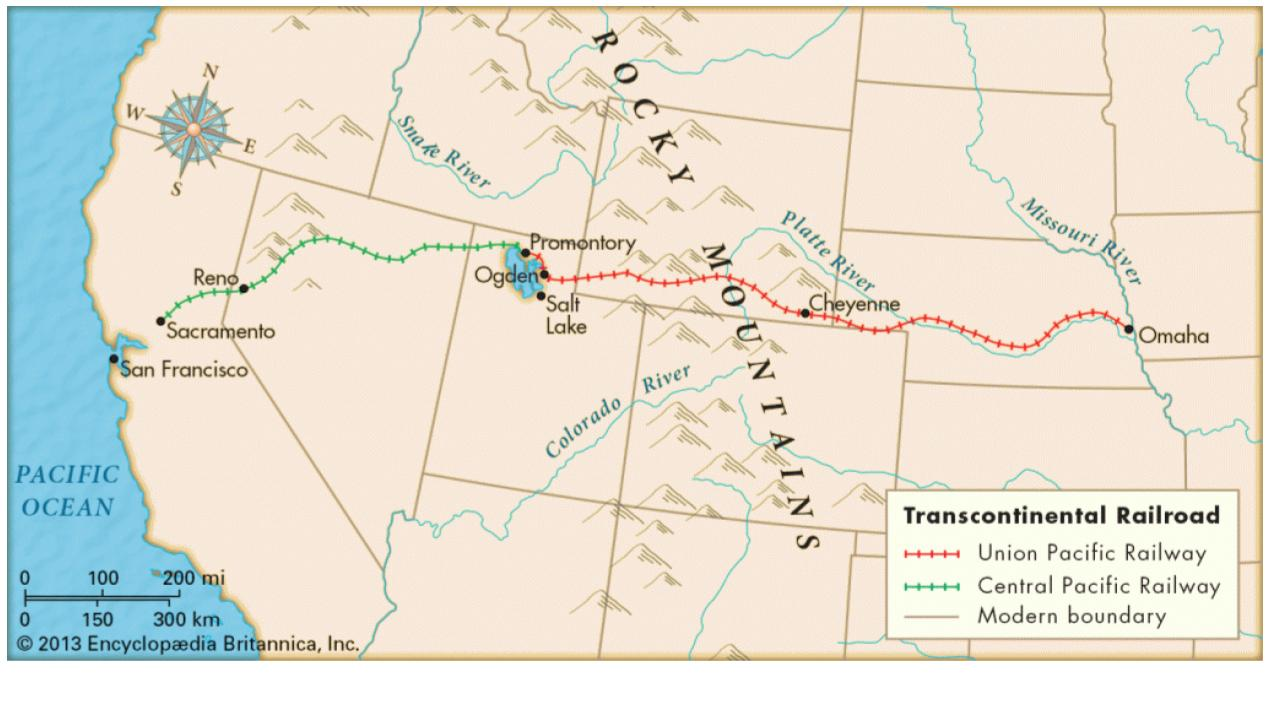 ROCKY
MOUNTAINS
N
W
E
S
Snake River
Platte River
Missouri River
Promontory
Ogden
Reno
Salt
Lake
Cheyenne
Sacramento
Omaha
San Francisco
Colorado River
PACIFIC
OCEAN
Transcontinental Railroad
Union Pacific Railway
Central Pacific Railway
Modern boundary
0 100 200 mi
0 150 300 km
© 2013 Encyclopædia Britannica, Inc.